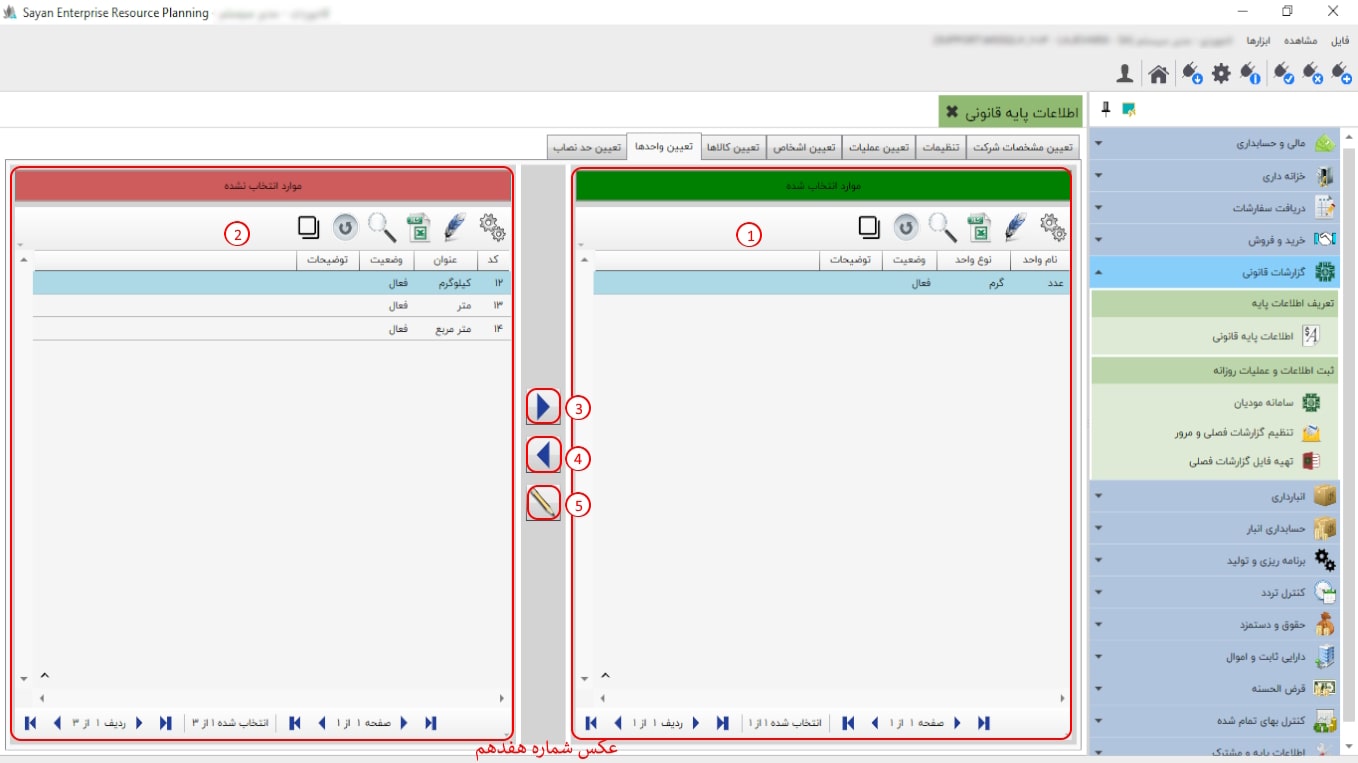 Sayan Enterprise Resource Planning
فایل مشاهده ابزارها
اطلاعات پایه قانونی
تعیین مشخصات شرکت تنظیمات تعیین عملیات تعیین اشخاص تعیین کالاها تعیین واحدها تعیین حد نصاب
مالی و حسابداری
خزانه داری
دریافت سفارشات
خرید و فروش
گزارشات قانونی
تعریف اطلاعات پایه
اطلاعات پایه قانونی
ثبت اطلاعات و عملیات روزانه
سامانه مودیان
تنظیم گزارشات فصلی و مرور
تهیه فایل گزارشات فصلی
انبارداری
حسابداری انبار
برنامه ریزی و تولید
کنترل تردد
حقوق و دستمزد
دارایی ثابت و اموال
قرض الحسنه
کنترل بهای تمام شده
اطلاعات پایه و مشترک
موارد انتخاب شده
1
نام واحد نوع واحد وضعیت توضیحات
عدد گرم فعال
ردیف ۱ از ۱ انتخاب شده ۱ از ۱ صفحه ۱ از ۱
3
4
5
موارد انتخاب نشده
2
کد عنوان وضعیت توضیحات
۱۲ کیلوگرم فعال
۱۳ متر فعال
۱۴ متر مربع فعال
ردیف ۱ از ۳ انتخاب شده ۱ از ۳ صفحه ۱ از ۱
عکس شماره هفدهم